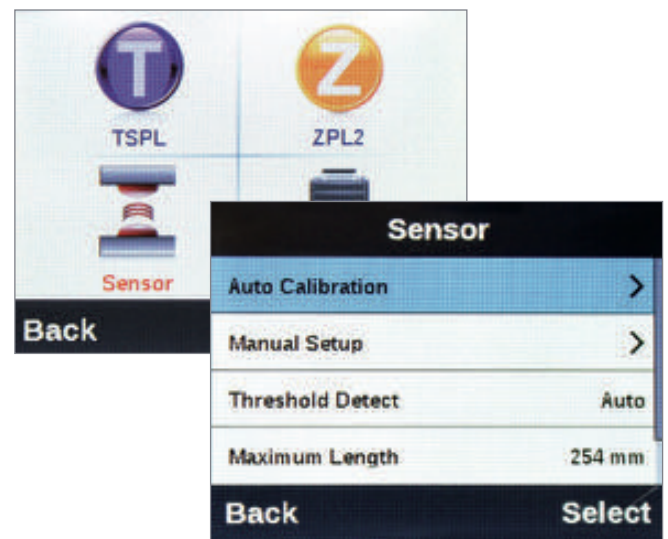 T Z
TSPL ZPL2
Sensor
Back
Sensor
Auto Calibration >
Manual Setup >
Threshold Detect Auto
Maximum Length 254 mm
Back Select